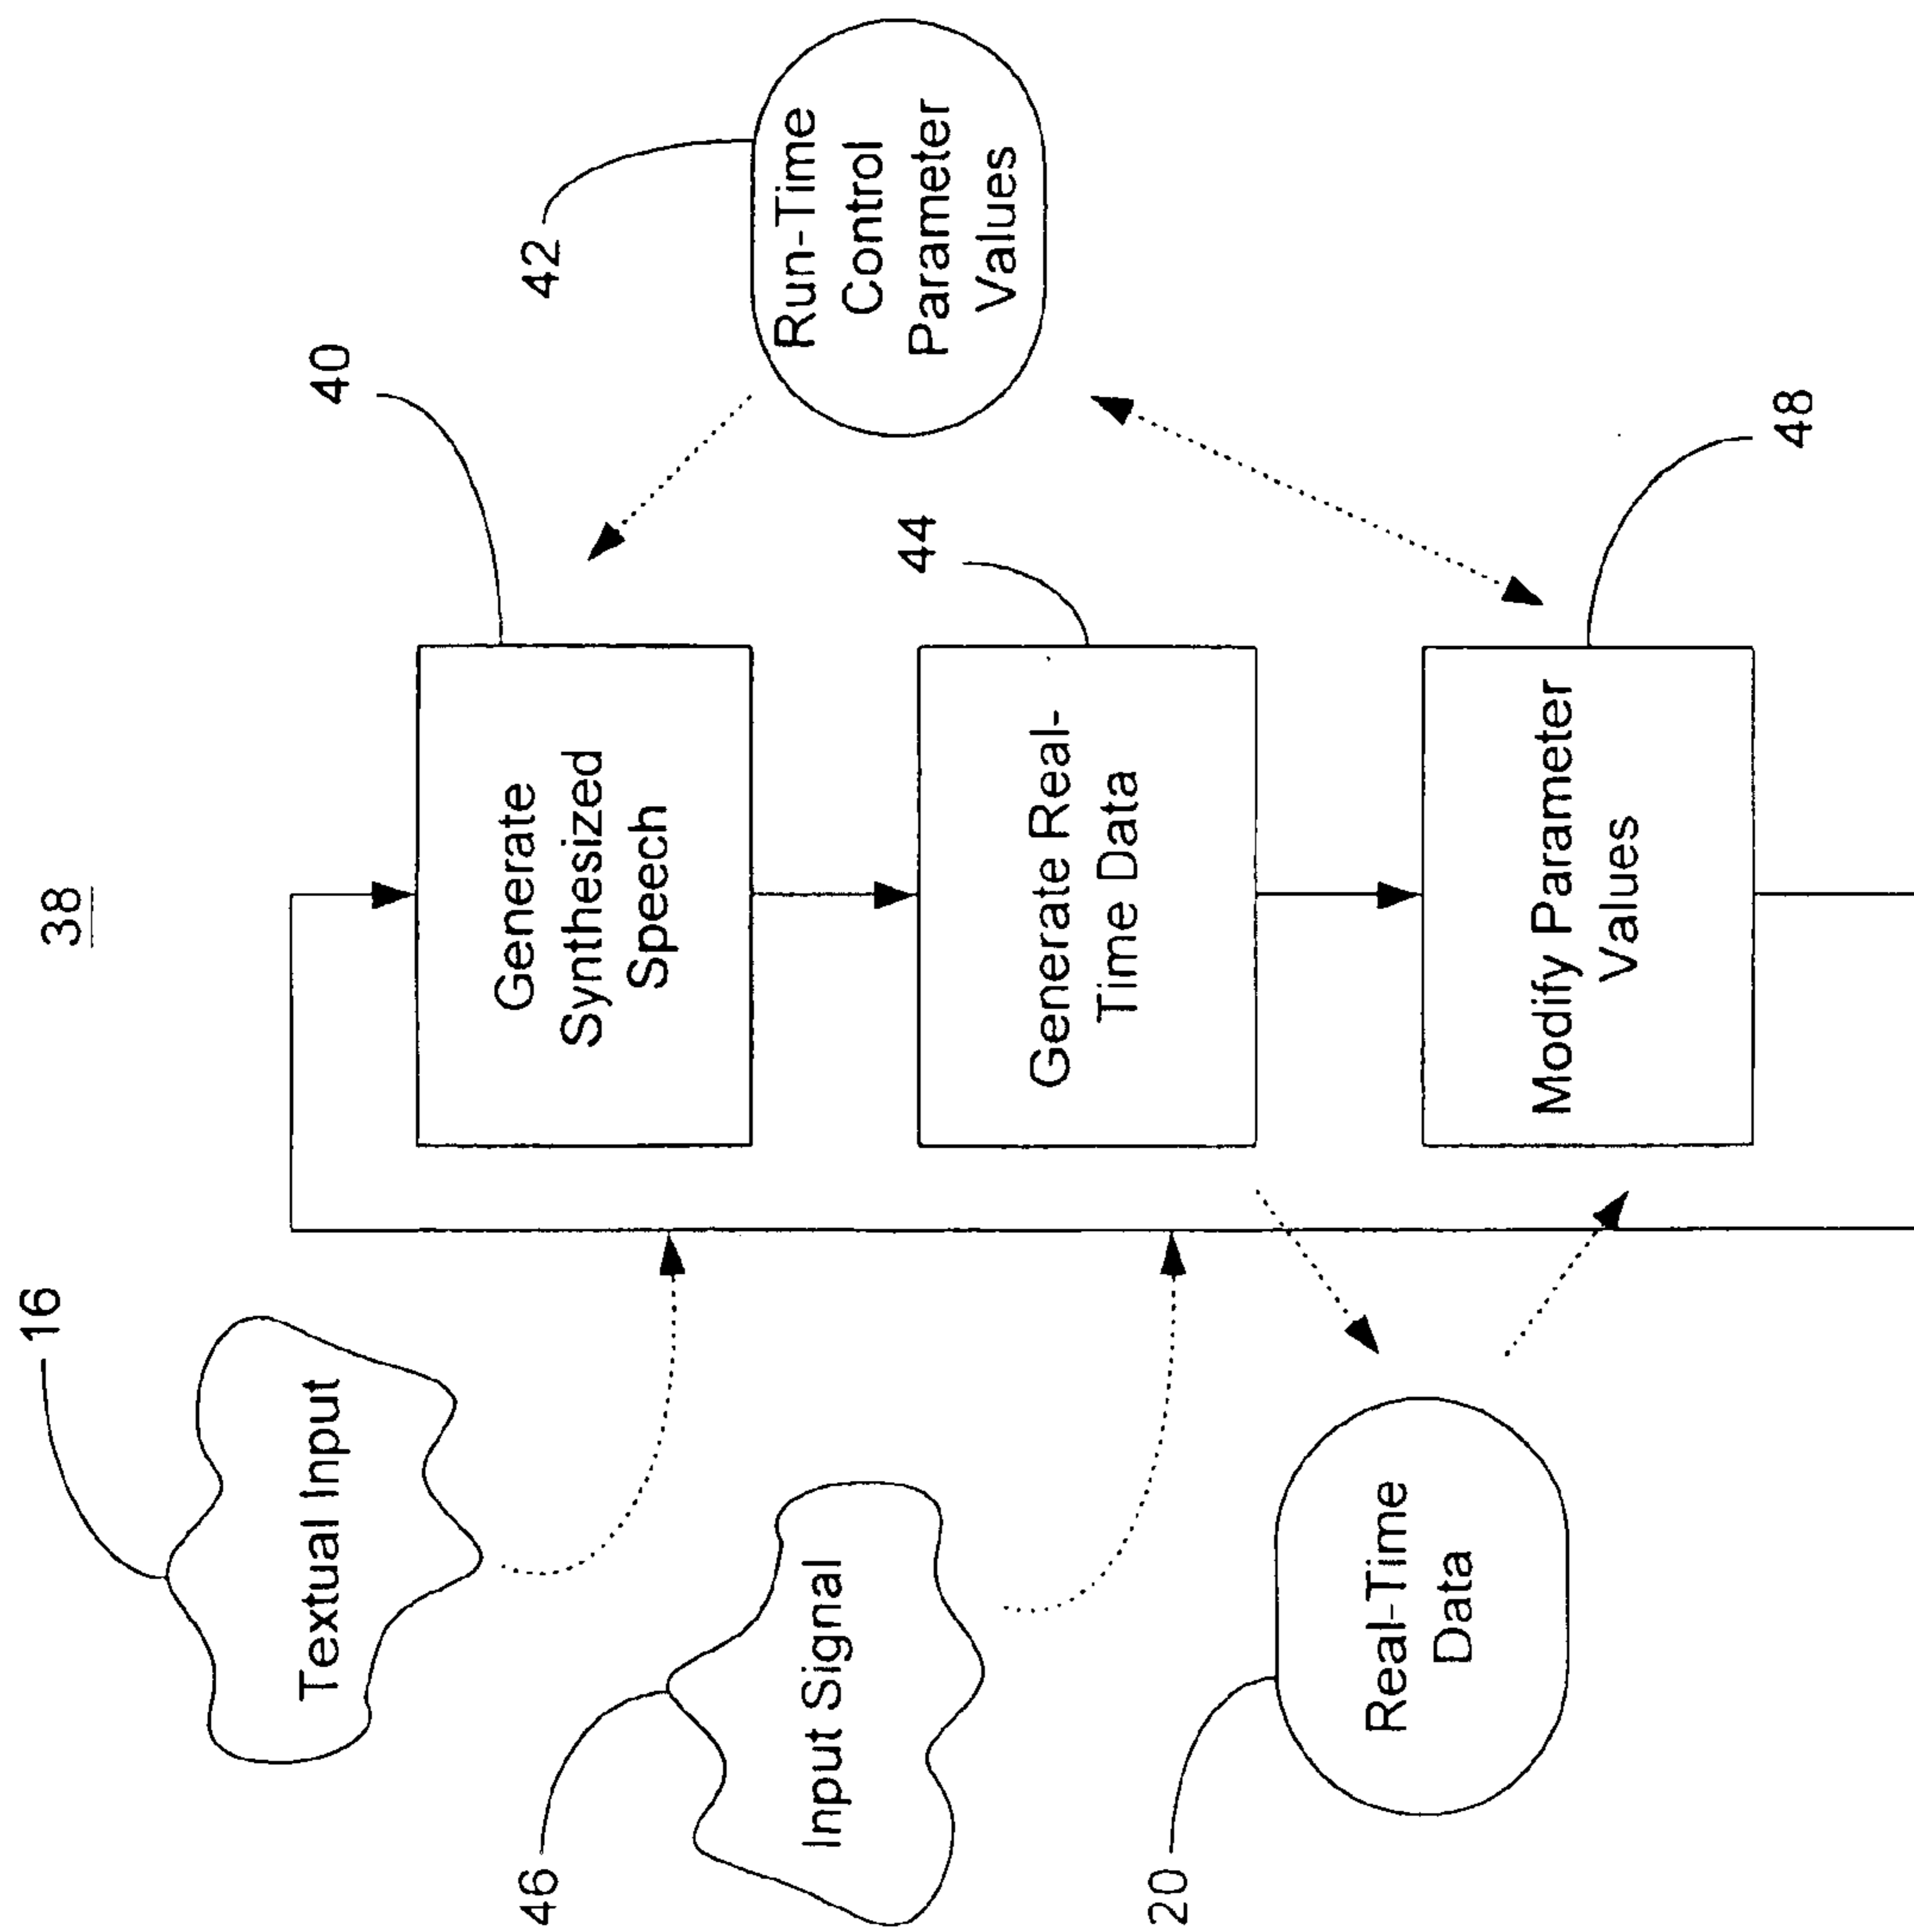 38
16
40
Textual Input
Generate
Synthesized
Speech
46
42
Input Signal
Run-Time
Control
Parameter
Values
44
Generate Real-
Time Data
20
Real-Time
Data
Modify Parameter
Values
48